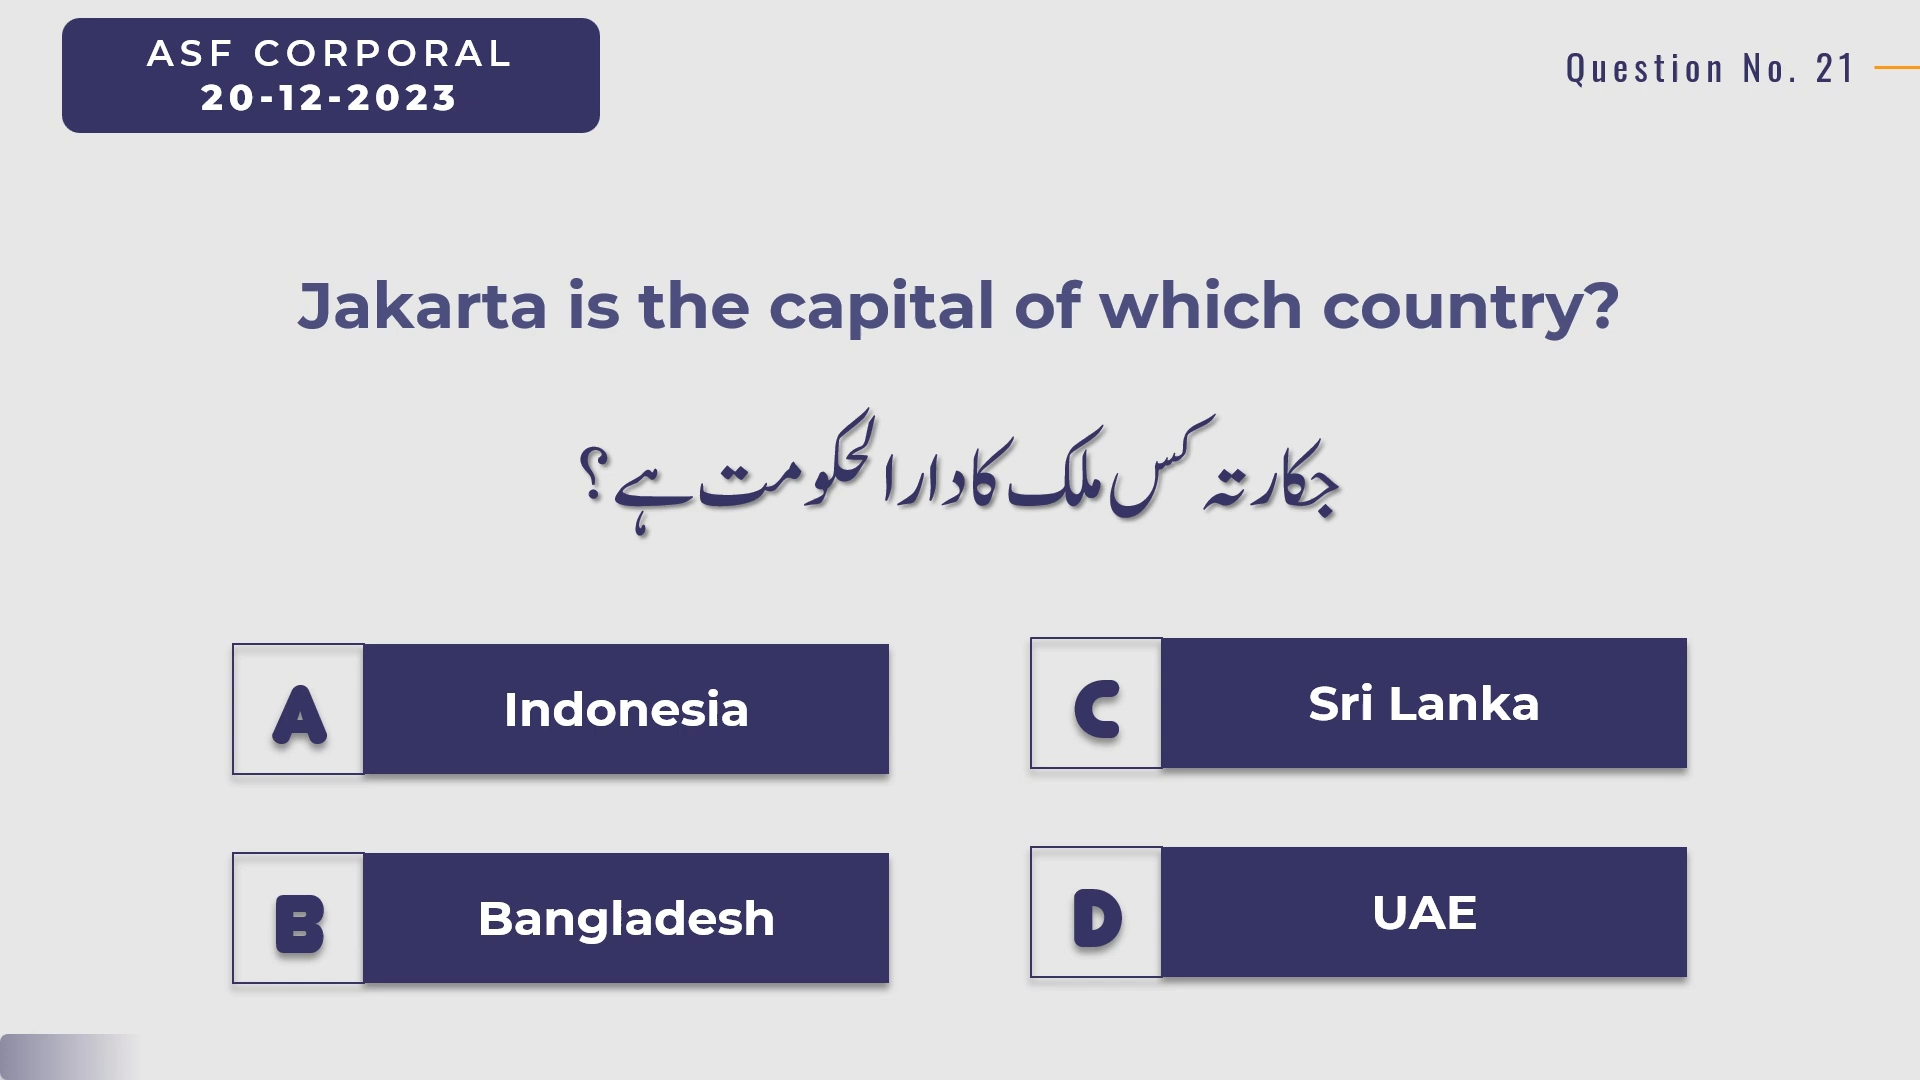 ASF CORPORAL
20-12-2023
Question No. 21
Jakarta is the capital of which country?
جکارتہ کس ملک کا دارالحکومت ہے؟
A Indonesia
C Sri Lanka
B Bangladesh
D UAE